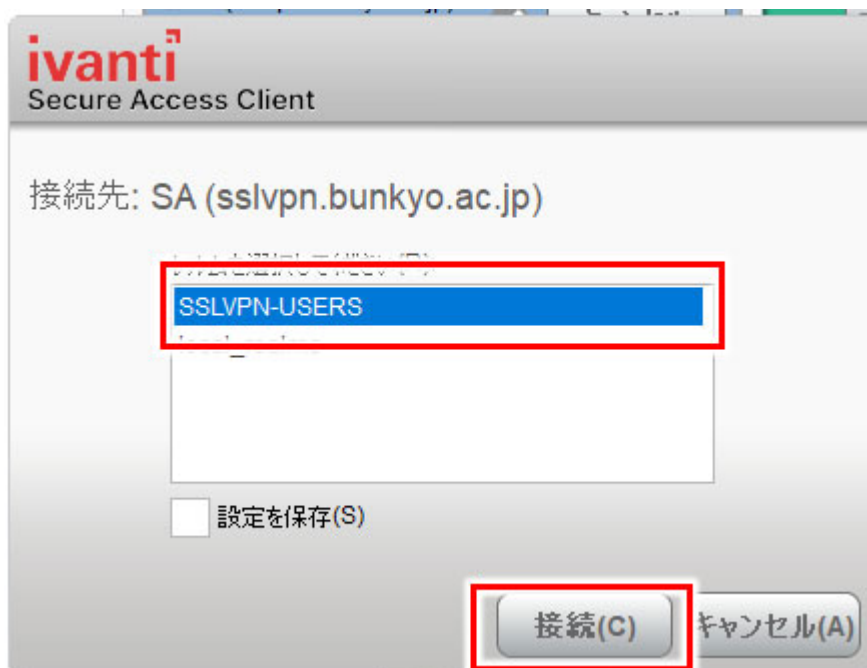 ivanti
Secure Access Client
接続先: SA (sslvpn.bunkyo.ac.jp)
SSLVPN-USERS
設定を保存(S)
接続(C)
キャンセル(A)